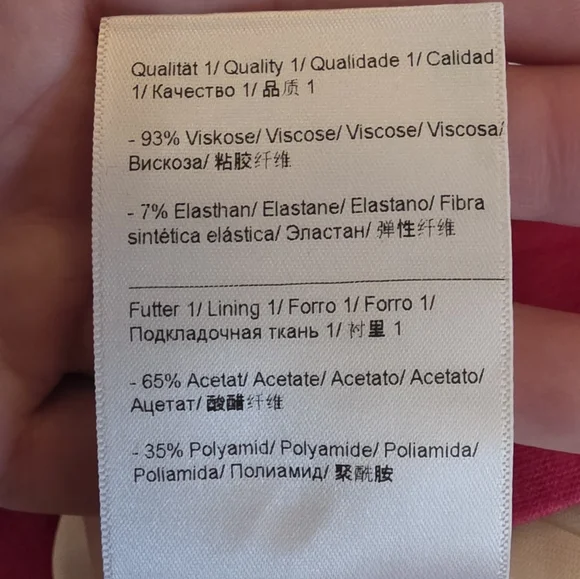 Qualität 1/ Quality 1/ Qualidade 1/ Calidad
1/ Качество 1/ 品质 1
- 93% Viskose/ Viscose/ Viscose/ Viscosa/
Вискоза/ 粘胶纤维
- 7% Elasthan/ Elastane/ Elastano/ Fibra
sintética elástica/ Эластан/ 弹性纤维
Futter 1/ Lining 1/ Forro 1/ Forro 1/
Подкладочная ткань 1/ 衬里 1
- 65% Acetat/ Acetate/ Acetato/ Acetato/
Ацетат/ 酸醋纤维
- 35% Polyamid/ Polyamide/ Poliamida/
Poliamida/ Полиамид/ 聚酰胺